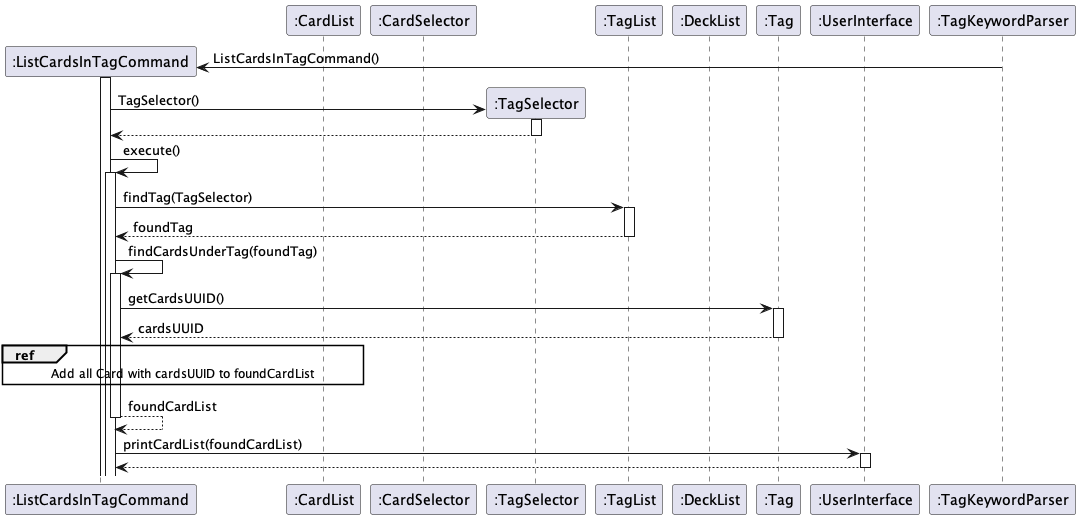 :CardList
:CardSelector
:TagList
:DeckList
:Tag
:UserInterface
:TagKeywordParser
:ListCardsInTagCommand
ListCardsInTagCommand()
TagSelector()
:TagSelector
execute()
findTag(TagSelector)
foundTag
findCardsUnderTag(foundTag)
getCardsUUID()
cardsUUID
ref
Add all Card with cardsUUID to foundCardList
foundCardList
printCardList(foundCardList)
:ListCardsInTagCommand
:CardList
:CardSelector
:TagSelector
:TagList
:DeckList
:Tag
:UserInterface
:TagKeywordParser